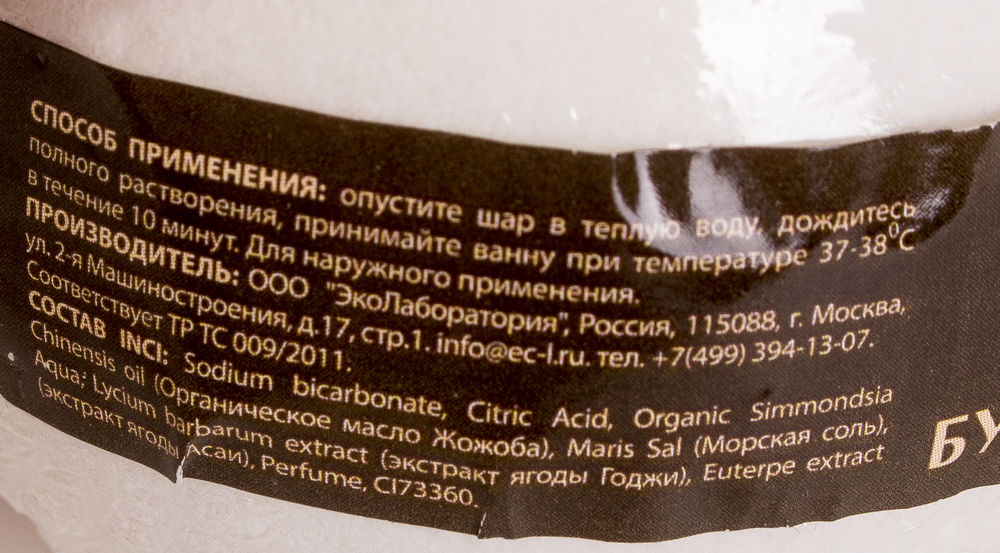 СПОСОБ ПРИМЕНЕНИЯ: опустите шар в теплую воду, дождитесь
полного растворения, принимайте ванну при температуре 37-38⁰С
в течение 10 минут. Для наружного применения.
ПРОИЗВОДИТЕЛЬ: ООО "ЭкоЛаборатория", Россия, 115088, г. Москва,
ул. 2-я Машиностроения, д.17, стр.1. info@ec-l.ru. тел. +7(499) 394-13-07.
Соответствует ТР ТС 009/2011.
СОСТАВ INCI: Sodium bicarbonate, Citric Acid, Organic Simmondsia
Chinensis oil (Органическое масло Жожоба), Maris Sal (Морская соль),
Aqua; Lycium barbarum extract (экстракт ягоды Годжи), Euterpe extract
(экстракт ягоды Асаи), Perfume, CI73360.
БУ